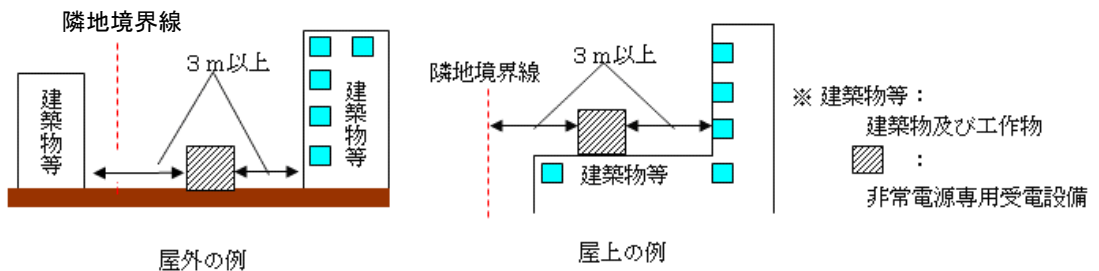 隣地境界線
３ｍ以上
建築物等
建築物等
屋外の例
隣地境界線
３ｍ以上
建築物等
屋上の例
※ 建築物等：
建築物及び工作物
：
非常電源専用受電設備